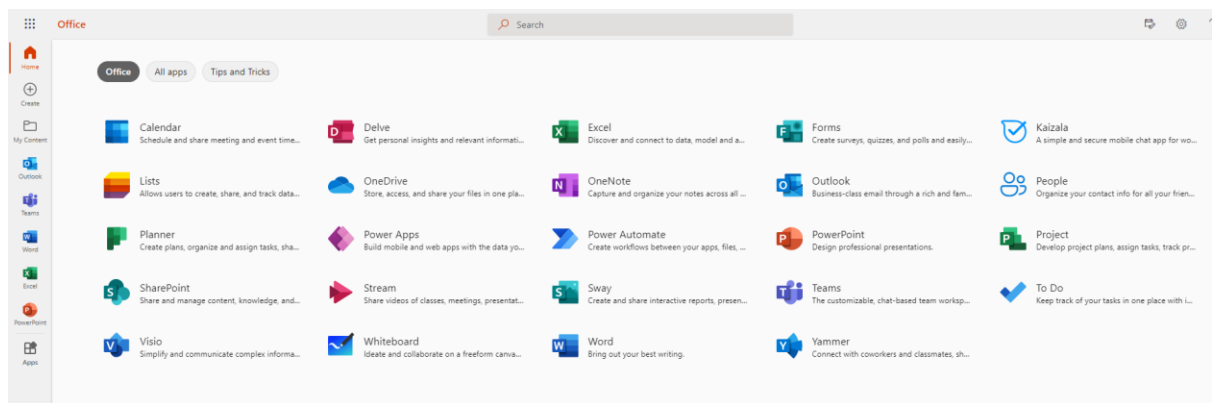 Office
Search
Home
Create
My Content
Outlook
Teams
Word
Excel
PowerPoint
Apps
Office
All apps
Tips and Tricks
Calendar
Schedule and share meeting and event time...
Delve
Get personal insights and relevant informati...
Excel
Discover and connect to data, model and a...
Forms
Create surveys, quizzes, and polls and easily...
Kaizala
A simple and secure mobile chat app for wo...
Lists
Allows users to create, share, and track data...
OneDrive
Store, access, and share your files in one pla...
OneNote
Capture and organize your notes across all ...
Outlook
Business-class email through a rich and fam...
People
Organize your contact info for all your frien...
Planner
Create plans, organize and assign tasks, sha...
Power Apps
Build mobile and web apps with the data yo...
Power Automate
Create workflows between your apps, files, ...
PowerPoint
Design professional presentations.
Project
Develop project plans, assign tasks, track pr...
SharePoint
Share and manage content, knowledge, and...
Stream
Share videos of classes, meetings, presentat...
Sway
Create and share interactive reports, presen...
Teams
The customizable, chat-based team worksp...
To Do
Keep track of your tasks in one place with i...
Visio
Simplify and communicate complex informa...
Whiteboard
Ideate and collaborate on a freeform canva...
Word
Bring out your best writing.
Yammer
Connect with coworkers and classmates, sh...